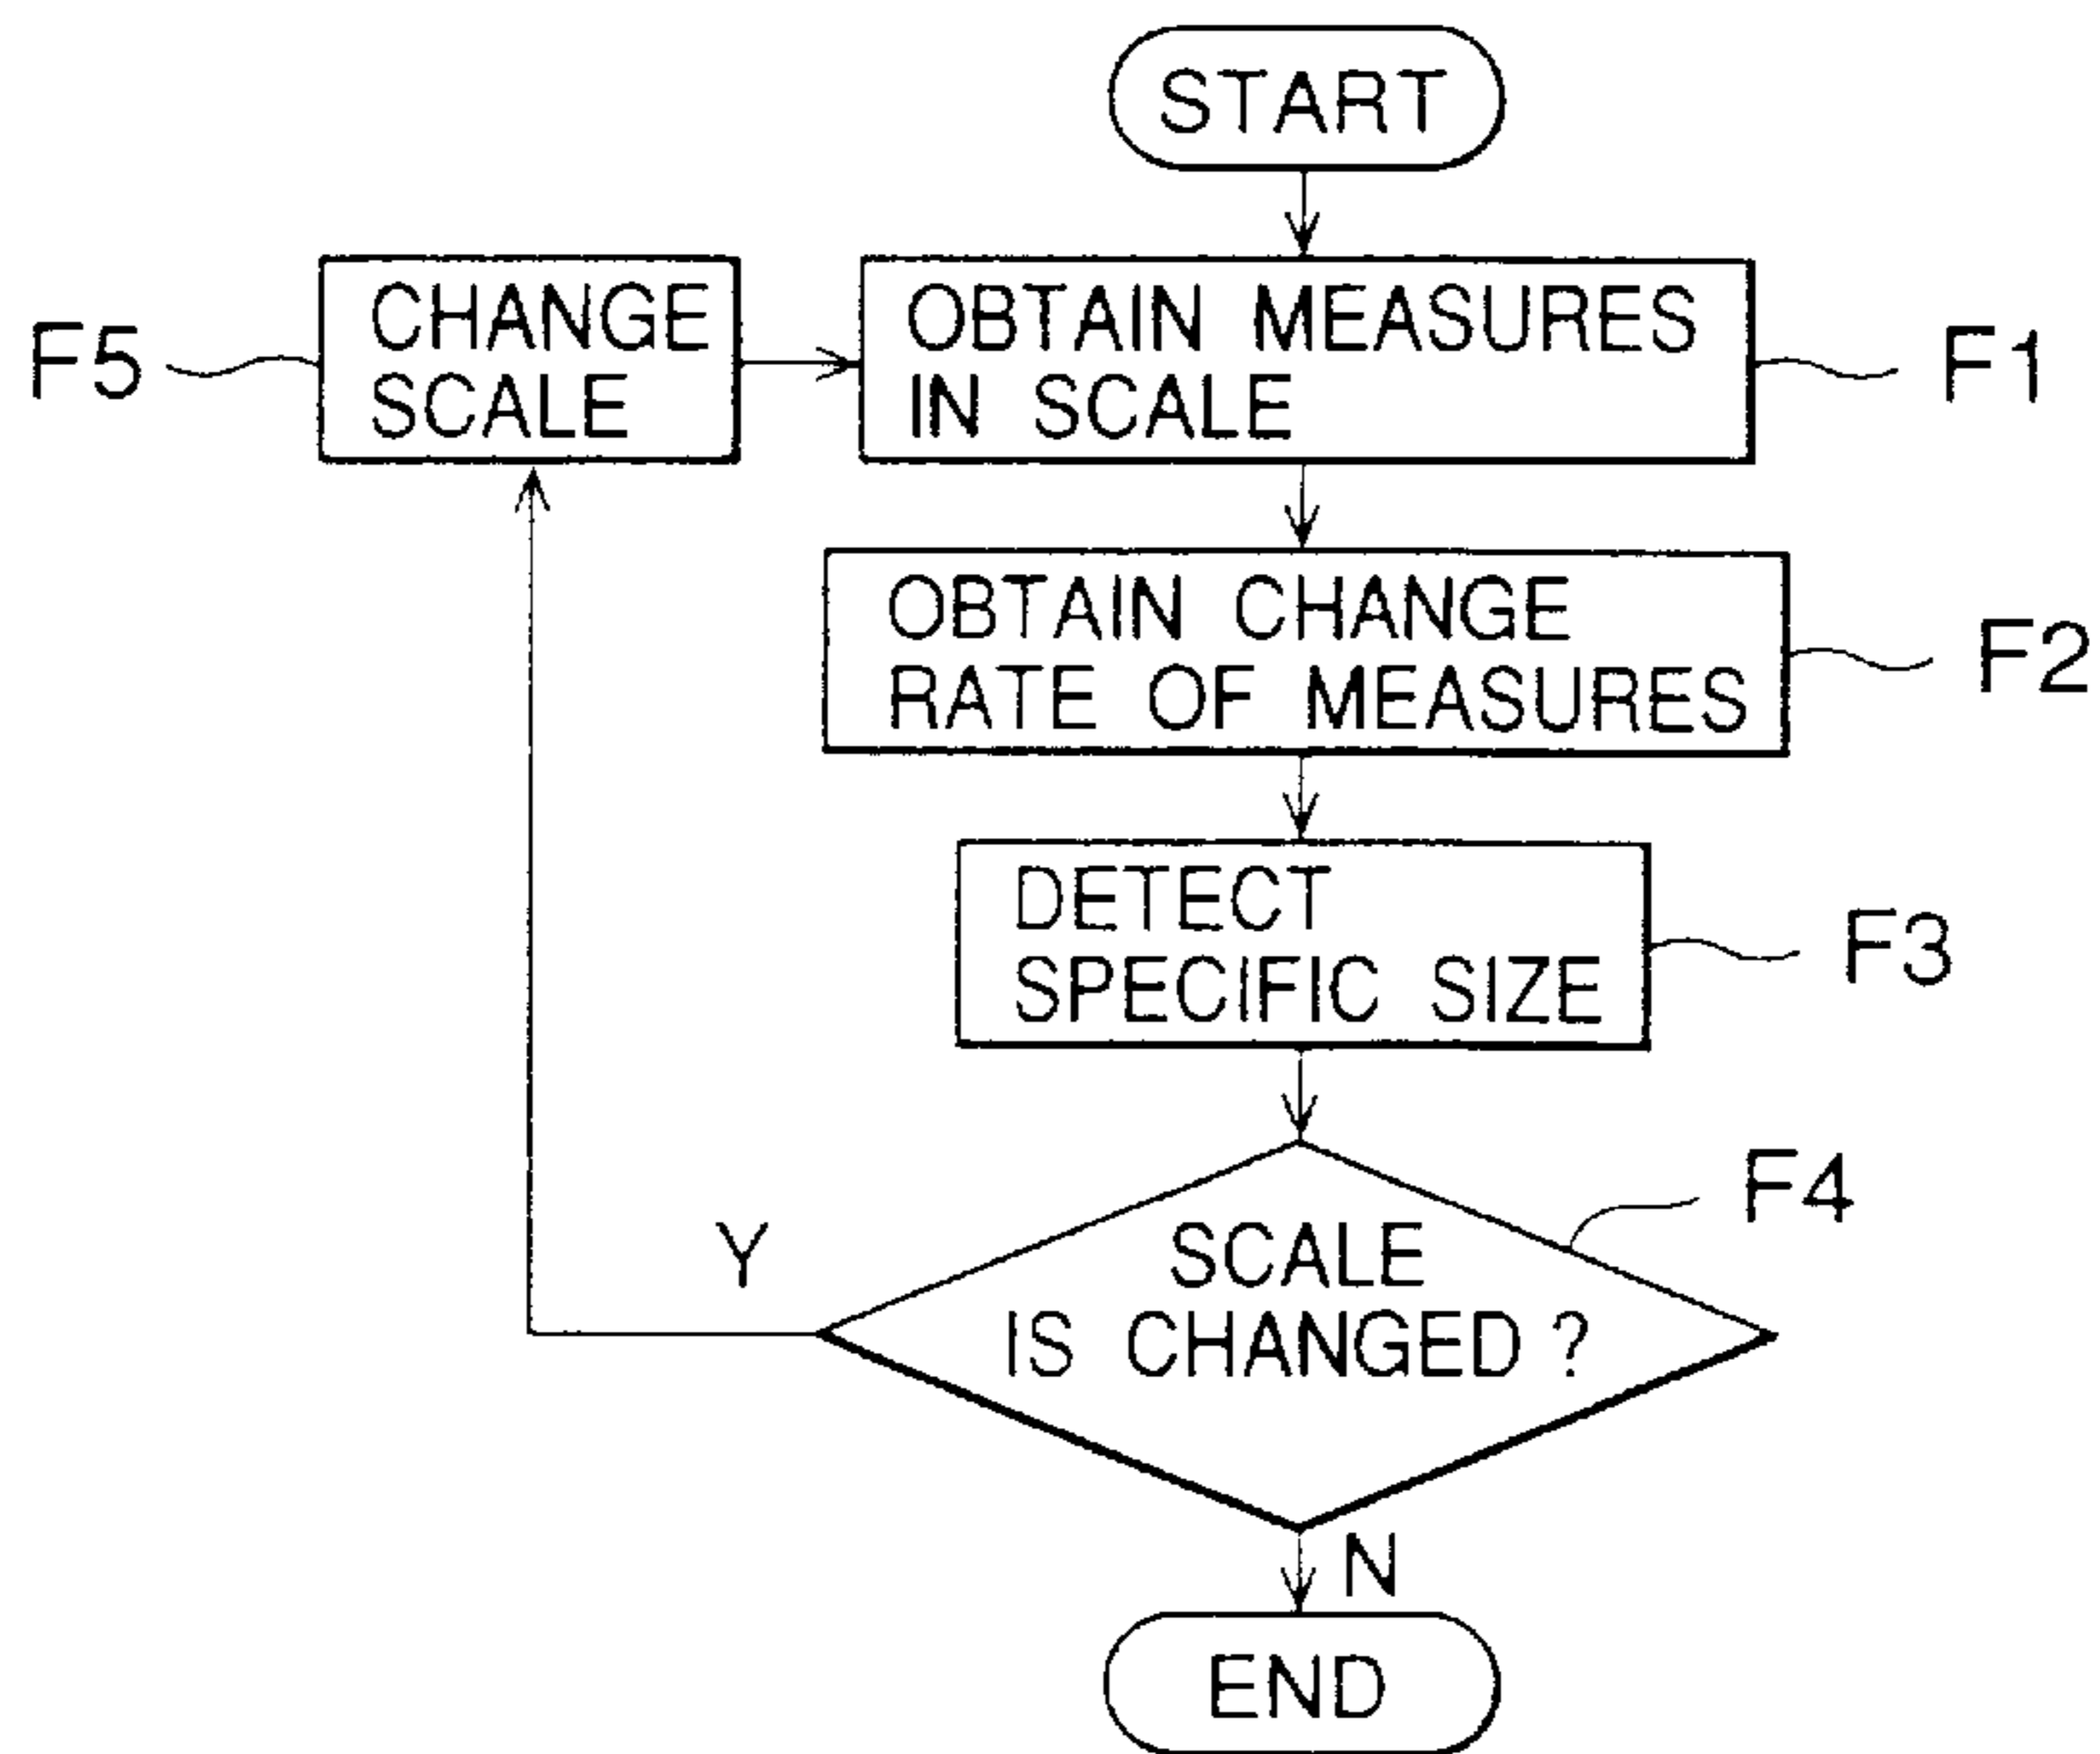 START
F5
CHANGE
SCALE
OBTAIN MEASURES
IN SCALE
F1
OBTAIN CHANGE
RATE OF MEASURES
F2
DETECT
SPECIFIC SIZE
F3
SCALE
IS CHANGED ?
F4
Y
N
END